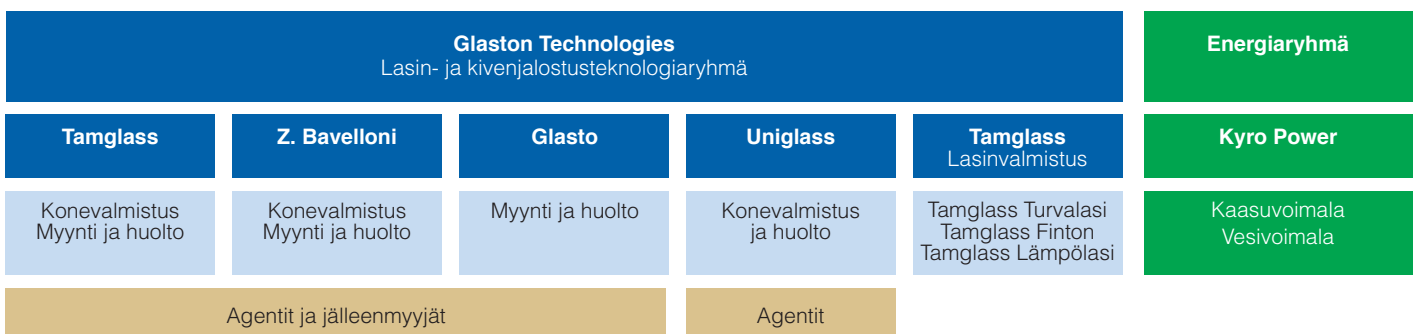 Glaston Technologies
Lasin- ja kivenjalostusteknologiaryhmä
Energiaryhmä
Tamglass
Z. Bavelloni
Glasto
Uniglass
Tamglass
Lasinvalmistus
Kyro Power
Konevalmistus
Myynti ja huolto
Konevalmistus
Myynti ja huolto
Myynti ja huolto
Konevalmistus
ja huolto
Tamglass Turvalasi
Tamglass Finton
Tamglass Lämpölasi
Kaasuvoimala
Vesivoimala
Agentit ja jälleenmyyjät
Agentit